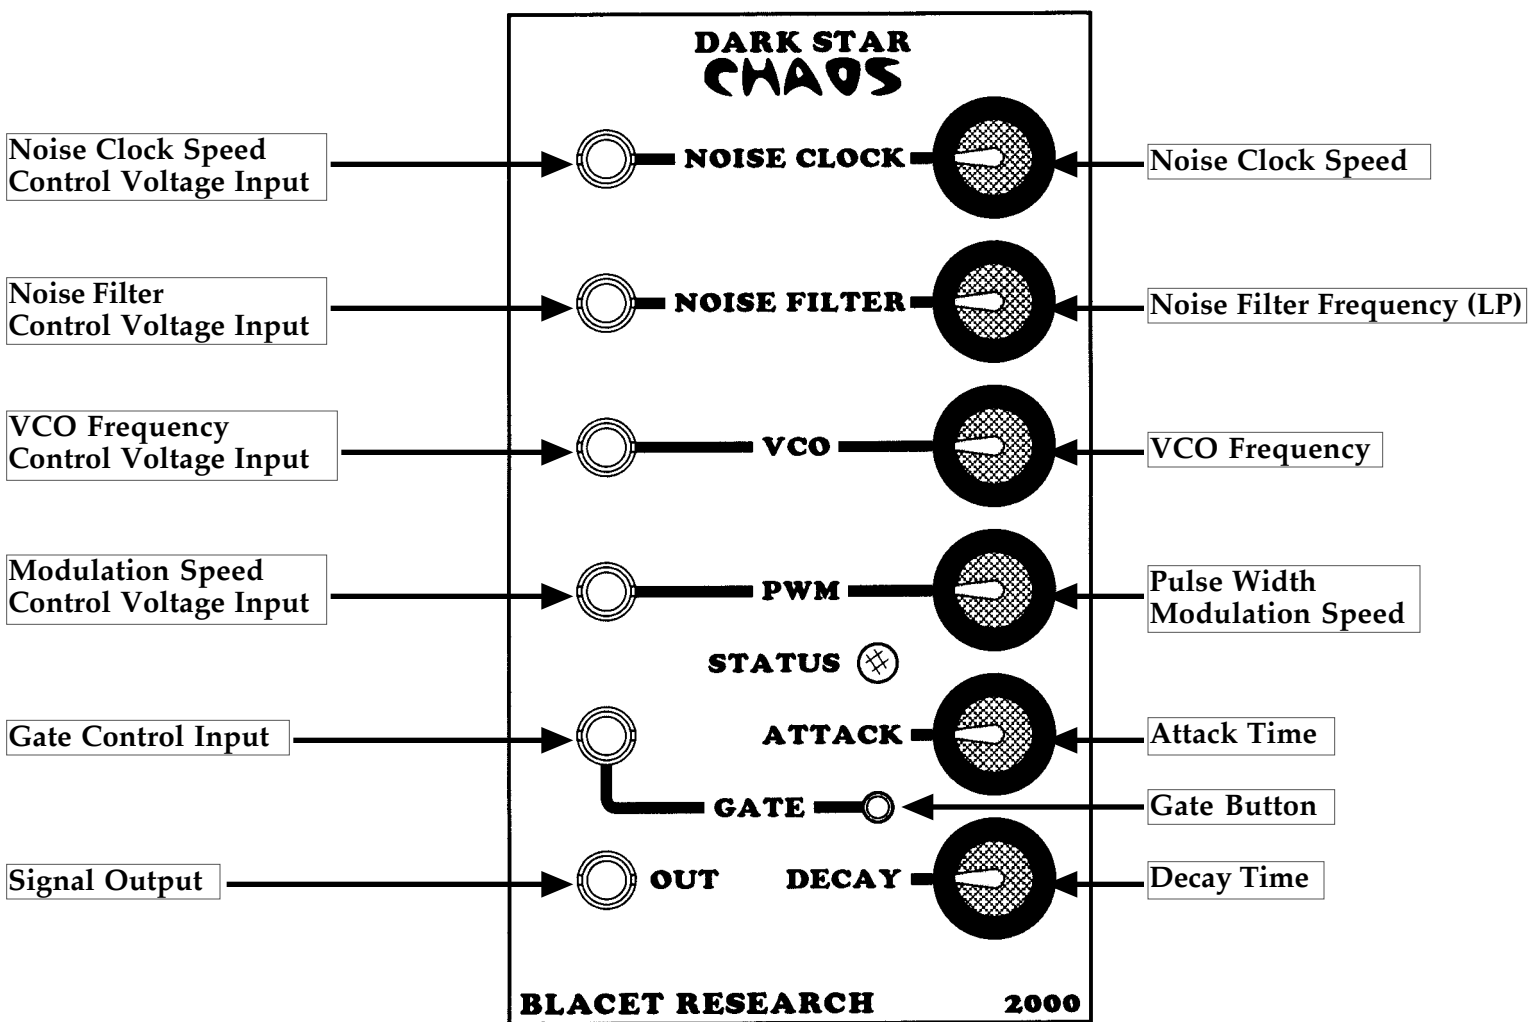 DARK STAR
CHAOS
Noise Clock Speed
Control Voltage Input
NOISE CLOCK
Noise Clock Speed
Noise Filter
Control Voltage Input
NOISE FILTER
Noise Filter Frequency (LP)
VCO Frequency
Control Voltage Input
VCO
VCO Frequency
Modulation Speed
Control Voltage Input
PWM
Pulse Width
Modulation Speed
STATUS
Gate Control Input
ATTACK
Attack Time
GATE
Gate Button
Signal Output
OUT
DECAY
Decay Time
BLACET RESEARCH
2000